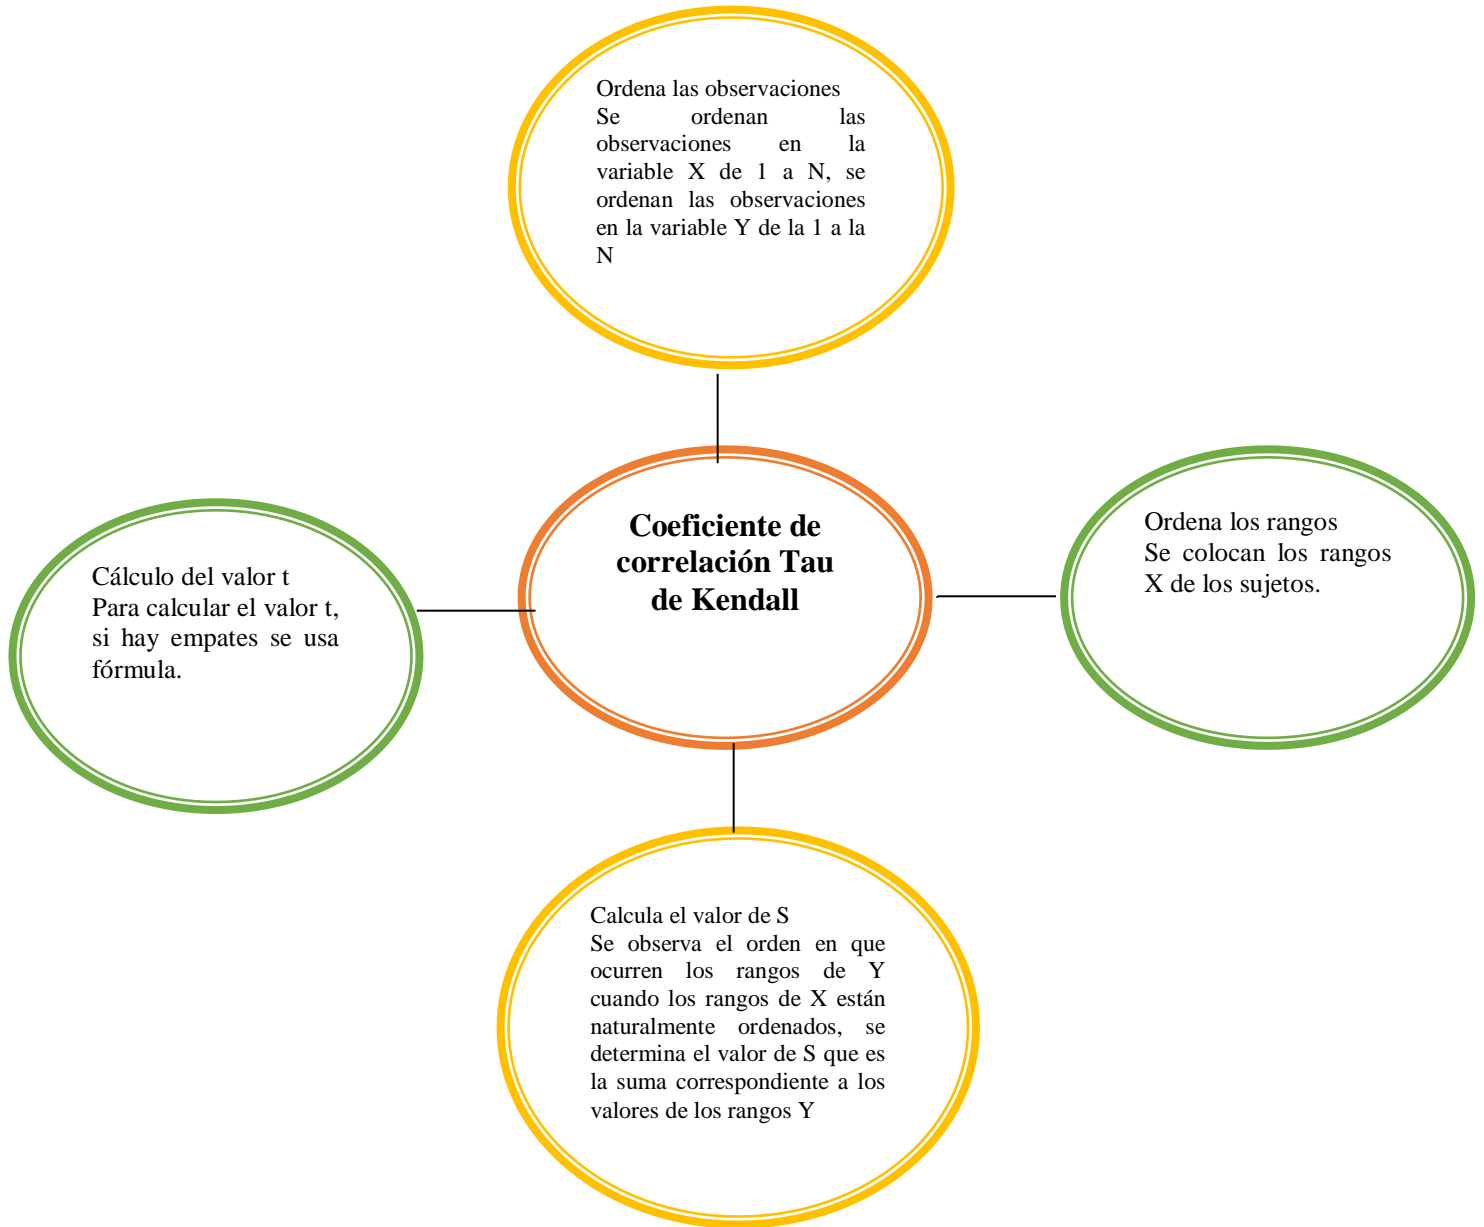 Ordena las observaciones
Se ordenan las
observaciones en la
variable X de 1 a N, se
ordenan las observaciones
en la variable Y de la 1 a la
N
Coeficiente de
correlación Tau
de Kendall
Ordena los rangos
Se colocan los rangos
X de los sujetos.
Cálculo del valor t
Para calcular el valor t,
si hay empates se usa
fórmula.
Calcula el valor de S
Se observa el orden en que
ocurren los rangos de Y
cuando los rangos de X están
naturalmente ordenados, se
determina el valor de S que es
la suma correspondiente a los
valores de los rangos Y